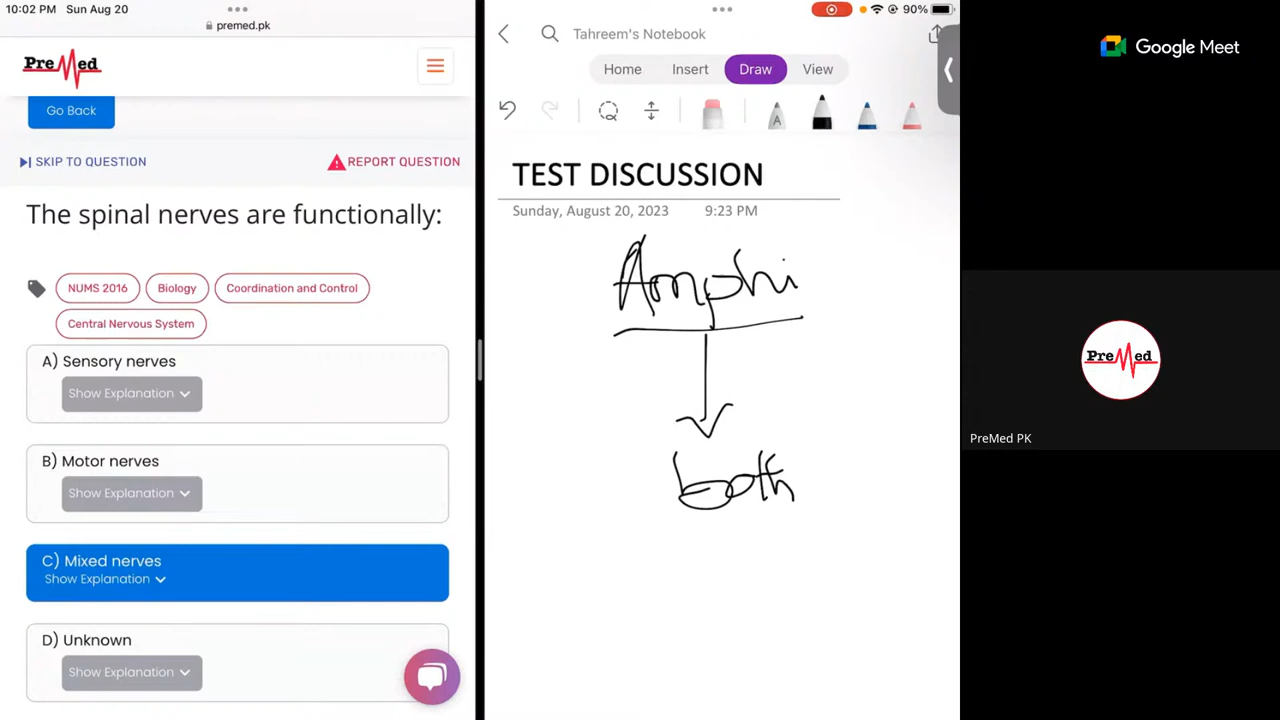 10:02 PM Sun Aug 20
premed.pk
PreMed
Go Back
SKIP TO QUESTION
REPORT QUESTION
The spinal nerves are functionally:
NUMS 2016
Biology
Coordination and Control
Central Nervous System
A) Sensory nerves
Show Explanation
B) Motor nerves
Show Explanation
C) Mixed nerves
Show Explanation
D) Unknown
Show Explanation
90%
Tahreem's Notebook
Home Insert Draw View
A
TEST DISCUSSION
Sunday, August 20, 2023 9:23 PM
Amphi
both
Google Meet
PreMed
PreMed PK